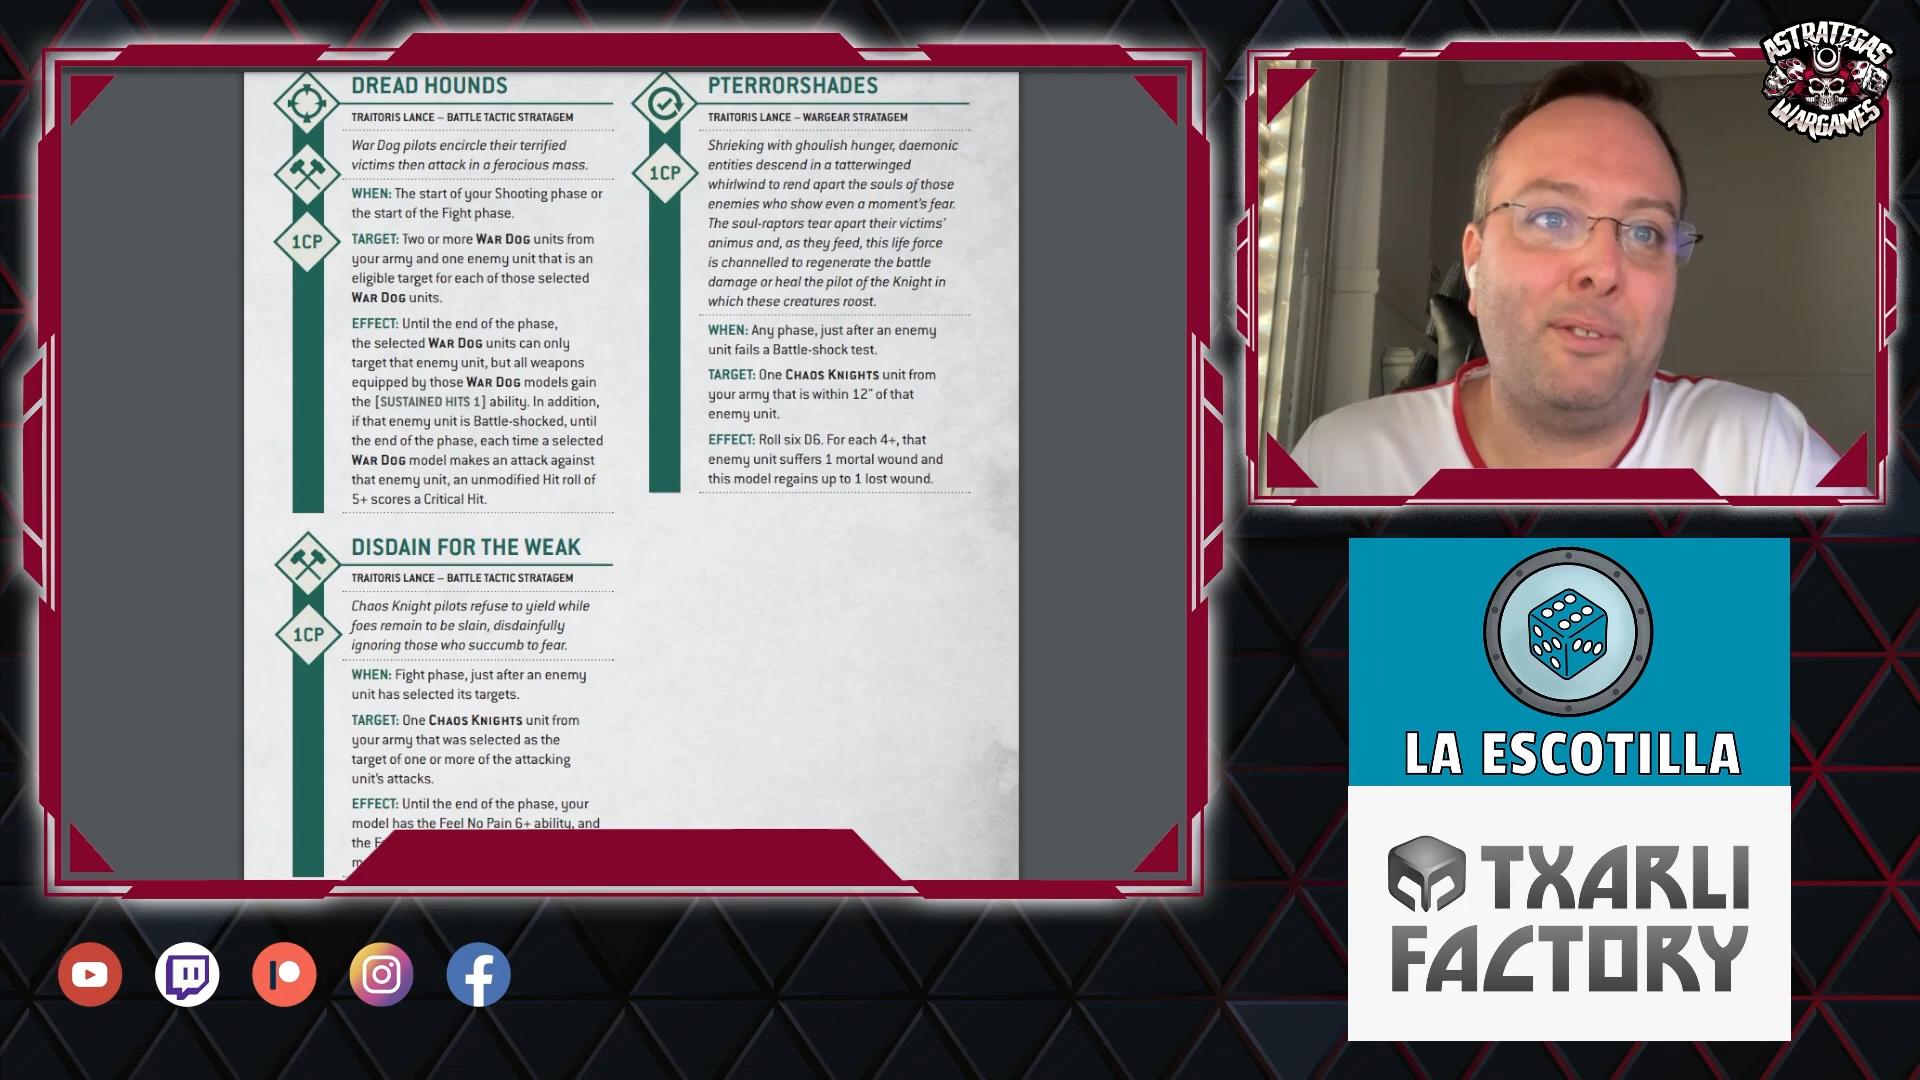 DREAD HOUNDS
TRAITORIS LANCE – BATTLE TACTIC STRATAGEM
War Dog pilots encircle their terrified
victims then attack in a ferocious mass.
WHEN: The start of your Shooting phase or
the start of the Fight phase.
1CP
TARGET: Two or more WAR DOG units from
your army and one enemy unit that is an
eligible target for each of those selected
WAR DOG units.
EFFECT: Until the end of the phase,
the selected WAR DOG units can only
target that enemy unit, but all weapons
equipped by those WAR DOG models gain
the [SUSTAINED HITS 1] ability. In addition,
if that enemy unit is Battle-shocked, until
the end of the phase, each time a selected
WAR DOG model makes an attack against
that enemy unit, an unmodified Hit roll of
5+ scores a Critical Hit.
DISDAIN FOR THE WEAK
TRAITORIS LANCE – BATTLE TACTIC STRATAGEM
Chaos Knight pilots refuse to yield while
foes remain to be slain, disdainfully
ignoring those who succumb to fear.
1CP
WHEN: Fight phase, just after an enemy
unit has selected its targets.
TARGET: One CHAOS KNIGHTS unit from
your army that was selected as the
target of one or more of the attacking
unit's attacks.
EFFECT: Until the end of the phase, your
model has the Feel No Pain 6+ ability, and
the
PTERRORSHADES
TRAITORIS LANCE – WARGEAR STRATAGEM
Shrieking with ghoulish hunger, daemonic
entities descend in a tatterwinged
1CP
whirlwind to rend apart the souls of those
enemies who show even a moment's fear.
The soul-raptors tear apart their victims'
animus and, as they feed, this life force
is channelled to regenerate the battle
damage or heal the pilot of the Knight in
which these creatures roost.
WHEN: Any phase, just after an enemy
unit fails a Battle-shock test.
TARGET: One CHAOS KNIGHTS unit from
your army that is within 12" of that
enemy unit.
EFFECT: Roll six D6. For each 4+, that
enemy unit suffers 1 mortal wound and
this model regains up to 1 lost wound.
ASTRATEGAS
WARGAMES
LA ESCOTILLA
TXARLI
FACTORY